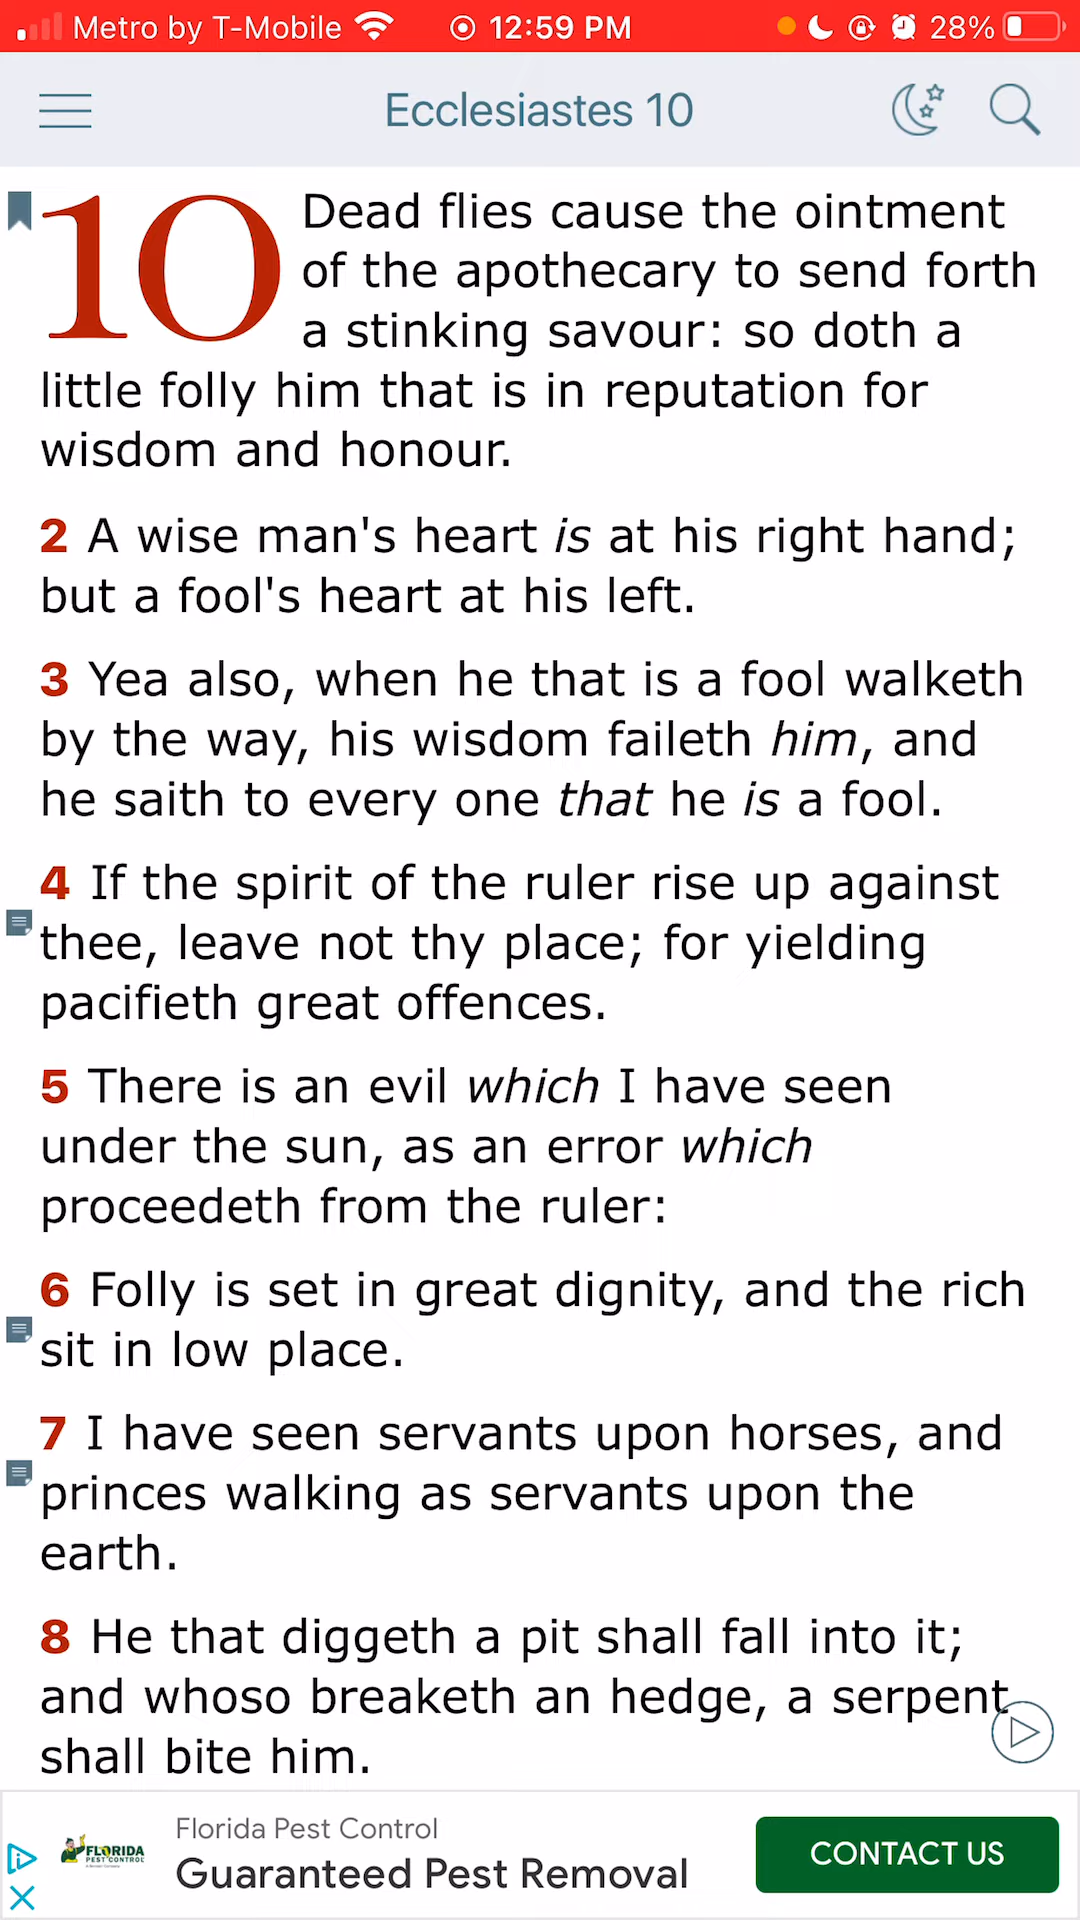 Metro by T-Mobile 12:59 PM 28%
Ecclesiastes 10
10 Dead flies cause the ointment
of the apothecary to send forth
a stinking savour: so doth a
little folly him that is in reputation for
wisdom and honour.
2 A wise man's heart is at his right hand;
but a fool's heart at his left.
3 Yea also, when he that is a fool walketh
by the way, his wisdom faileth him, and
he saith to every one that he is a fool.
4 If the spirit of the ruler rise up against
thee, leave not thy place; for yielding
pacifieth great offences.
5 There is an evil which I have seen
under the sun, as an error which
proceedeth from the ruler:
6 Folly is set in great dignity, and the rich
sit in low place.
7 I have seen servants upon horses, and
princes walking as servants upon the
earth.
8 He that diggeth a pit shall fall into it;
and whoso breaketh an hedge, a serpent
shall bite him.
Florida Pest Control
FLORIDA
PEST CONTROL
Guaranteed Pest Removal
CONTACT US